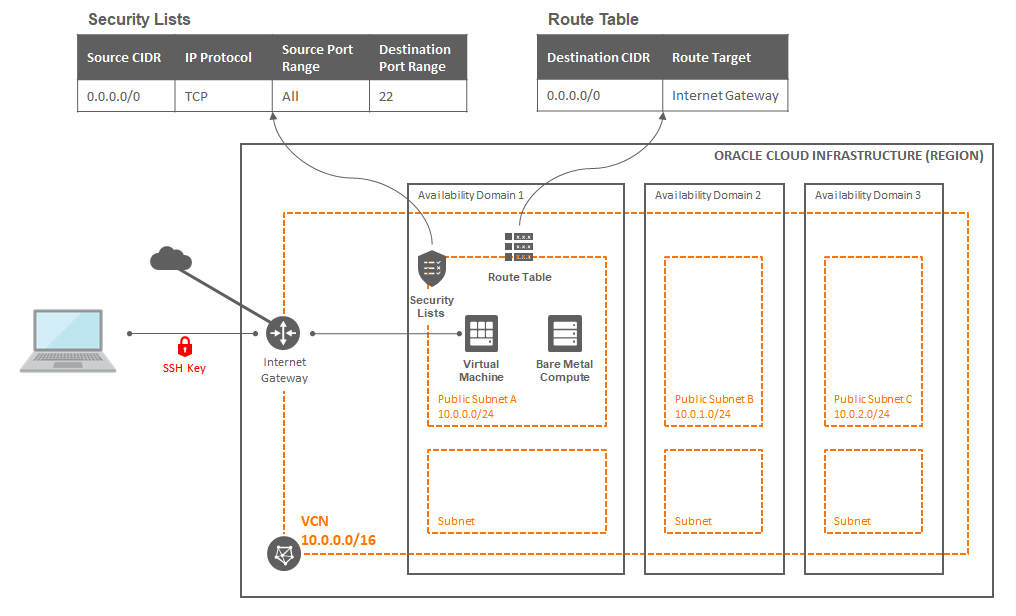 Security Lists
Route Table
Source CIDR
IP Protocol
Source Port
Range
Destination
Port Range
0.0.0.0/0
TCP
All
22
Destination CIDR
Route Target
0.0.0.0/0
Internet Gateway
ORACLE CLOUD INFRASTRUCTURE (REGION)
Availability Domain 1
Availability Domain 2
Availability Domain 3
Route Table
Security
Lists
SSH Key
Internet
Gateway
Virtual
Machine
Bare Metal
Compute
Public Subnet A
10.0.0.0/24
Public Subnet B
10.0.1.0/24
Public Subnet C
10.0.2.0/24
Subnet
Subnet
Subnet
VCN
10.0.0.0/16